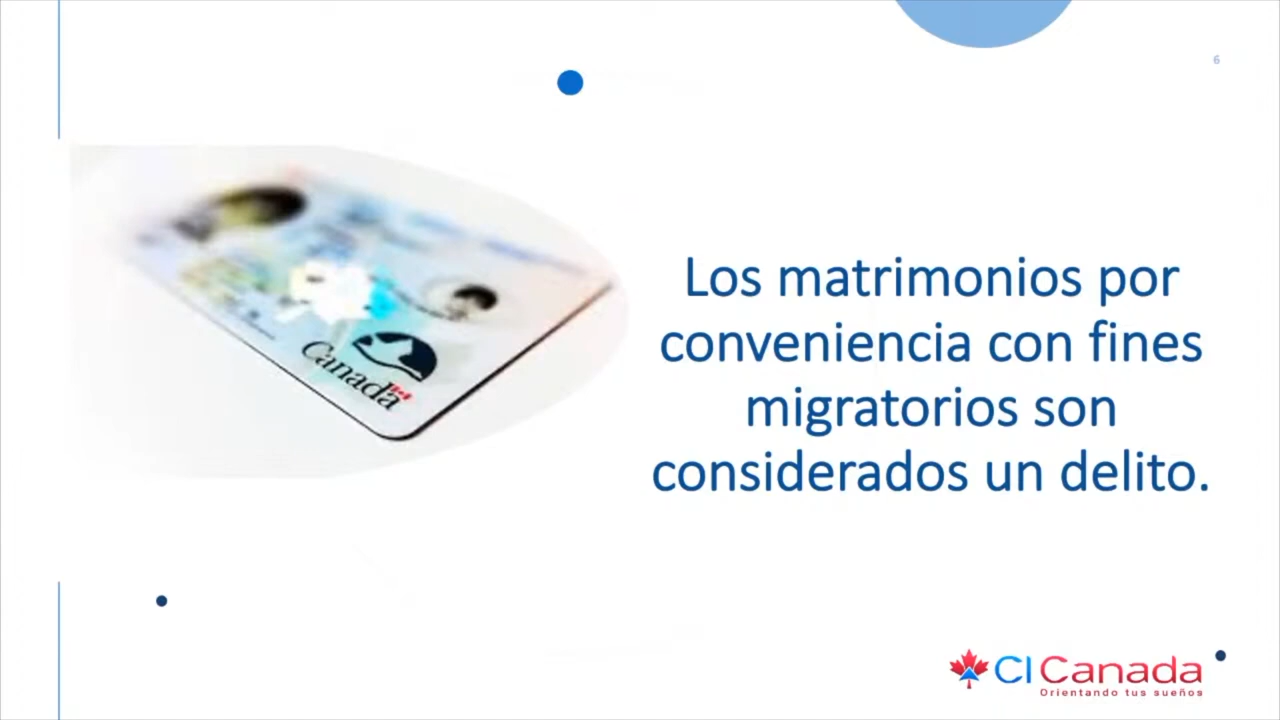 6
Canada
Los matrimonios por
conveniencia con fines
migratorios son
considerados un delito.
CI Canada
Orientando tus sueños